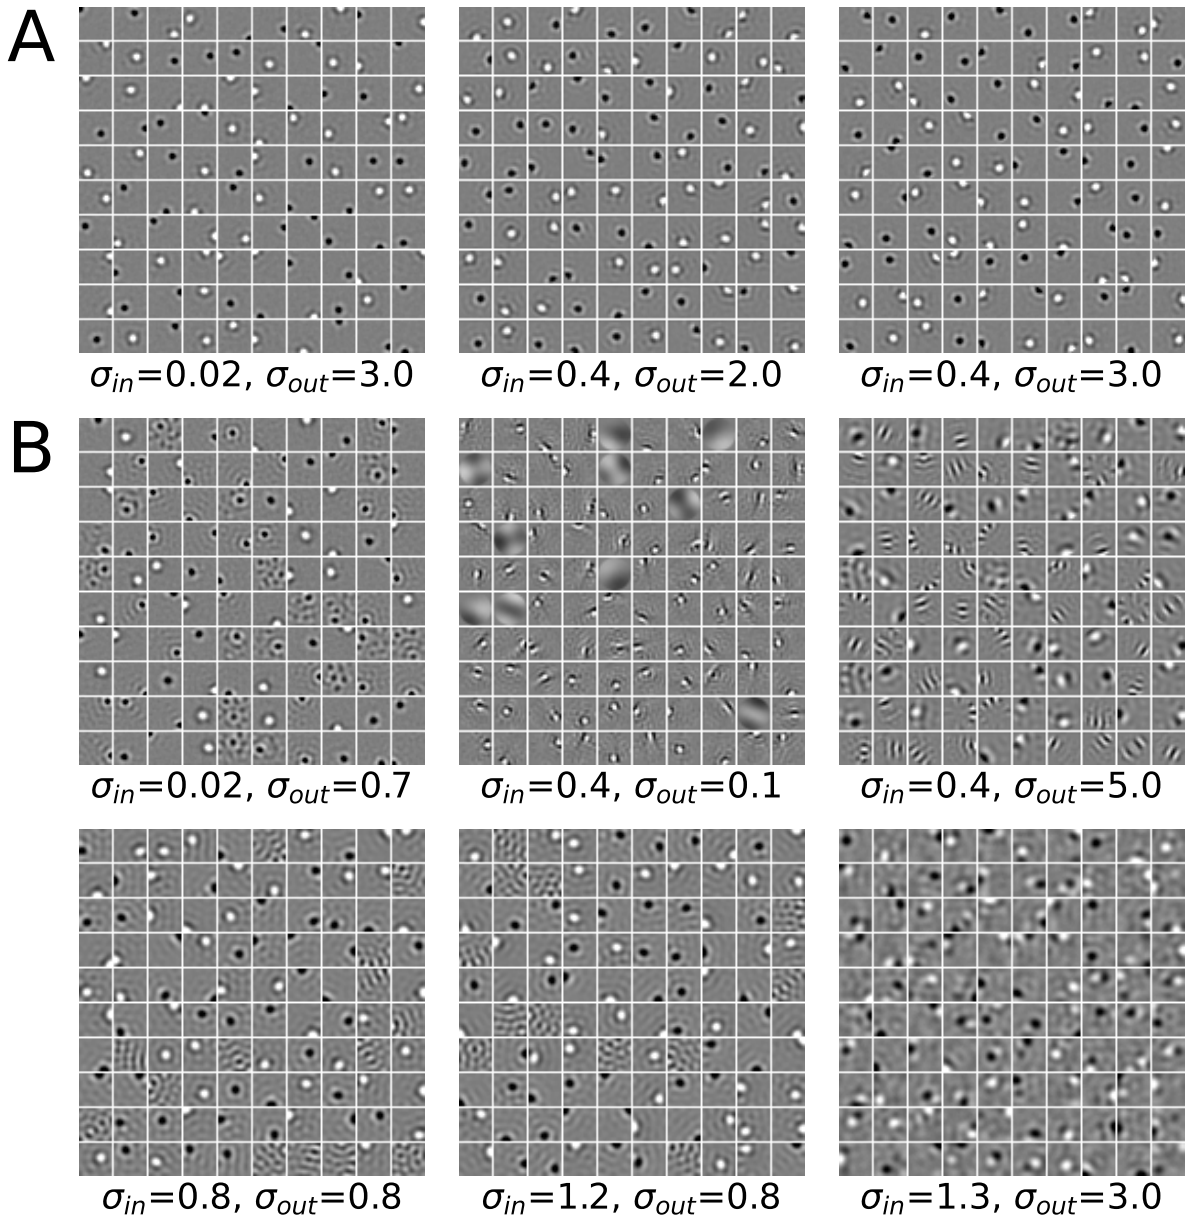 A
σin=0.02, σout=3.0 σin=0.4, σout=2.0 σin=0.4, σout=3.0
B
σin=0.02, σout=0.7 σin=0.4, σout=0.1 σin=0.4, σout=5.0
σin=0.8, σout=0.8 σin=1.2, σout=0.8 σin=1.3, σout=3.0